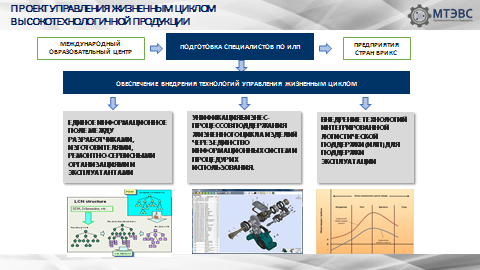 ПРОЕКТ УПРАВЛЕНИЯ ЖИЗНЕННЫМ ЦИКЛОМ
ВЫСОКОТЕХНОЛОГИЧНОЙ ПРОДУКЦИИ
МТЭВС
МЕЖДУНАРОДНЫЙ
ОБРАЗОВАТЕЛЬНЫЙ ЦЕНТР
ПОДГОТОВКА СПЕЦИАЛИСТОВ ПО ИЛП
ПРЕДПРИЯТИЯ
СТРАН БРИКС
ОБЕСПЕЧЕНИЕ ВНЕДРЕНИЯ ТЕХНОЛОГИЙ УПРАВЛЕНИЯ ЖИЗНЕННЫМ ЦИКЛОМ
ЕДИНОЕ ИНФОРМАЦИОННОЕ
ПОЛЕ МЕЖДУ
РАЗРАБОТЧИКАМИ,
ИЗГОТОВИТЕЛЯМИ,
РЕМОНТНО-СЕРВИСНЫМИ
ОРГАНИЗАЦИЯМИ И
ЭКСПЛУАТАНТАМИ
УНИФИКАЦИЯ БИЗНЕС-
ПРОЦЕССОВ ПОДДЕРЖАНИЯ
ЖИЗНЕННОГО ЦИКЛА ИЗДЕЛИЙ
ЧЕРЕЗ ЕДИНСТВО
ИНФОРМАЦИОННЫХ СИСТЕМ И
ПРОЦЕДУР ИХ
ИСПОЛЬЗОВАНИЯ.
ВНЕДРЕНИЕ ТЕХНОЛОГИЙ
ИНТЕГРИРОВАННОЙ
ЛОГИСТИЧЕСКОЙ
ПОДДЕРЖКИ (ИЛП) ДЛЯ
ПОДДЕРЖКИ
ЭКСПЛУАТАЦИИ
LCM structure